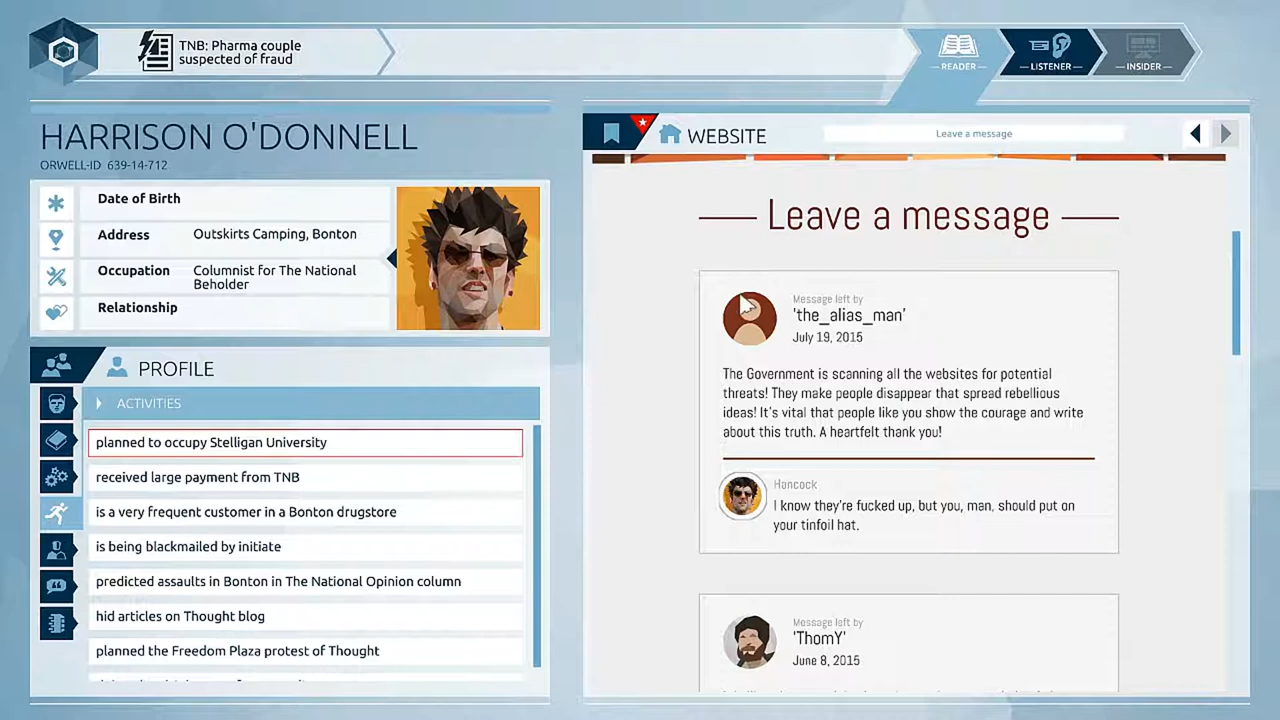 TNB: Pharma couple
suspected of fraud
— READER —
— LISTENER —
— INSIDER —
HARRISON O'DONNELL
ORWELL-ID 639-14-712
Date of Birth
Address Outskirts Camping, Bonton
Occupation Columnist for The National
Beholder
Relationship
PROFILE
ACTIVITIES
planned to occupy Stelligan University
received large payment from TNB
is a very frequent customer in a Bonton drugstore
is being blackmailed by initiate
predicted assaults in Bonton in The National Opinion column
hid articles on Thought blog
planned the Freedom Plaza protest of Thought
WEBSITE
Leave a message
Leave a message
Message left by
'the_alias_man'
July 19, 2015
The Government is scanning all the websites for potential
threats! They make people disappear that spread rebellious
ideas! It's vital that people like you show the courage and write
about this truth. A heartfelt thank you!
Hancock
I know they're fucked up, but you, man, should put on
your tinfoil hat.
Message left by
'ThomY'
June 8, 2015